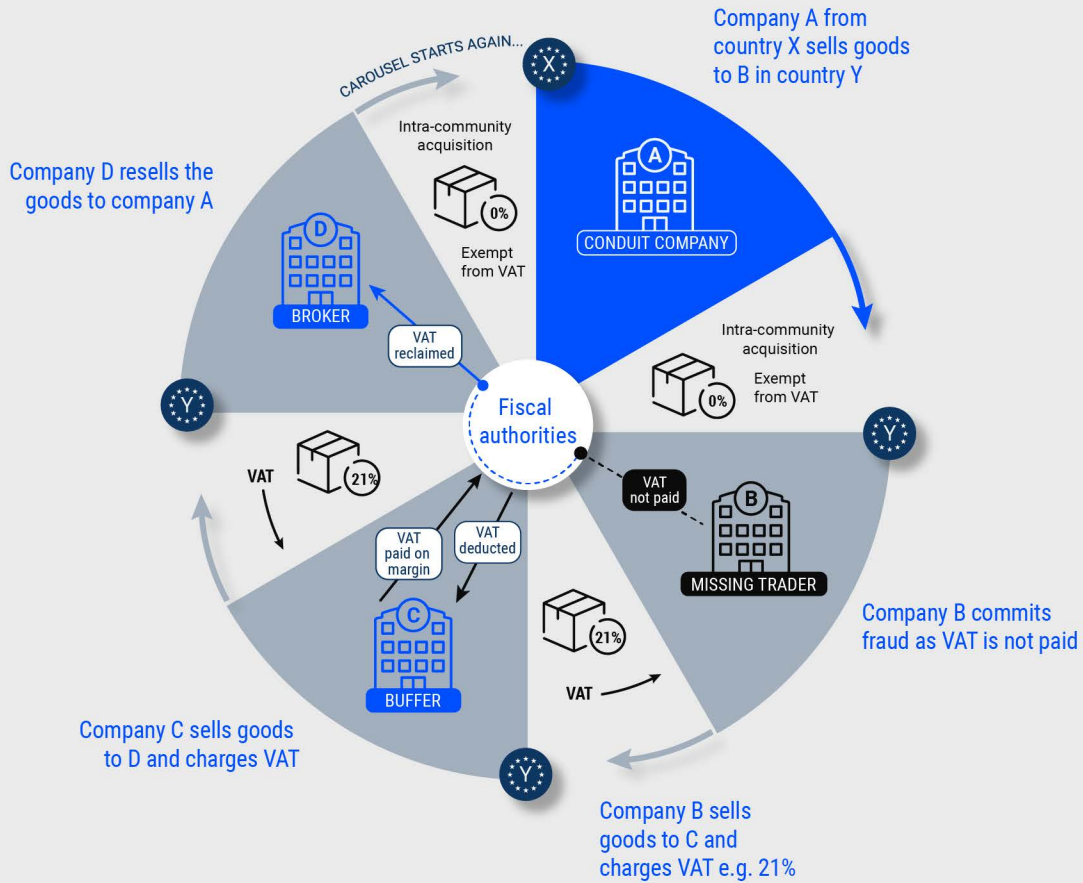 Company A from
country X sells goods
to B in country Y
X
CAROUSEL STARTS AGAIN...
Intra-community
acquisition
0%
Exempt
from VAT
A
CONDUIT COMPANY
Company D resells the
goods to company A
D
BROKER
VAT
reclaimed
Intra-community
acquisition
Exempt
from VAT
0%
Y
Fiscal
authorities
Y
VAT
21%
VAT
not paid
B
MISSING TRADER
VAT
paid on
margin
VAT
deducted
C
BUFFER
21%
VAT
Company B commits
fraud as VAT is not paid
Company C sells goods
to D and charges VAT
Y
Company B sells
goods to C and
charges VAT e.g. 21%